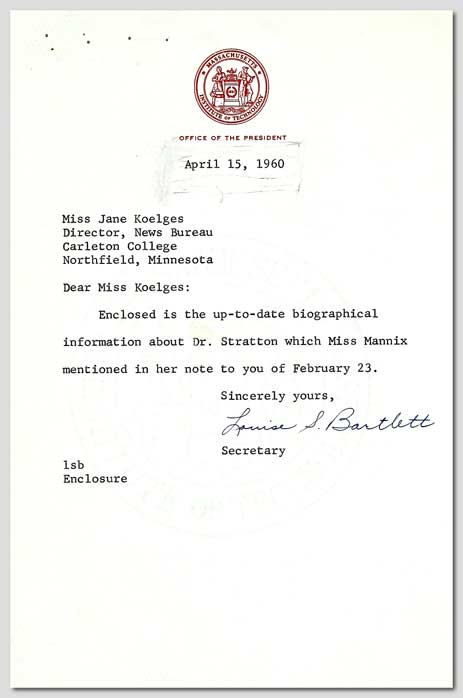 MASSACHUSETTS
INSTITUTE OF TECHNOLOGY
OFFICE OF THE PRESIDENT
April 15, 1960
Miss Jane Koelges
Director, News Bureau
Carleton College
Northfield, Minnesota
Dear Miss Koelges:
Enclosed is the up-to-date biographical
information about Dr. Stratton which Miss Mannix
mentioned in her note to you of February 23.
Sincerely yours,
Louise S. Bartlett
Secretary
lsb
Enclosure